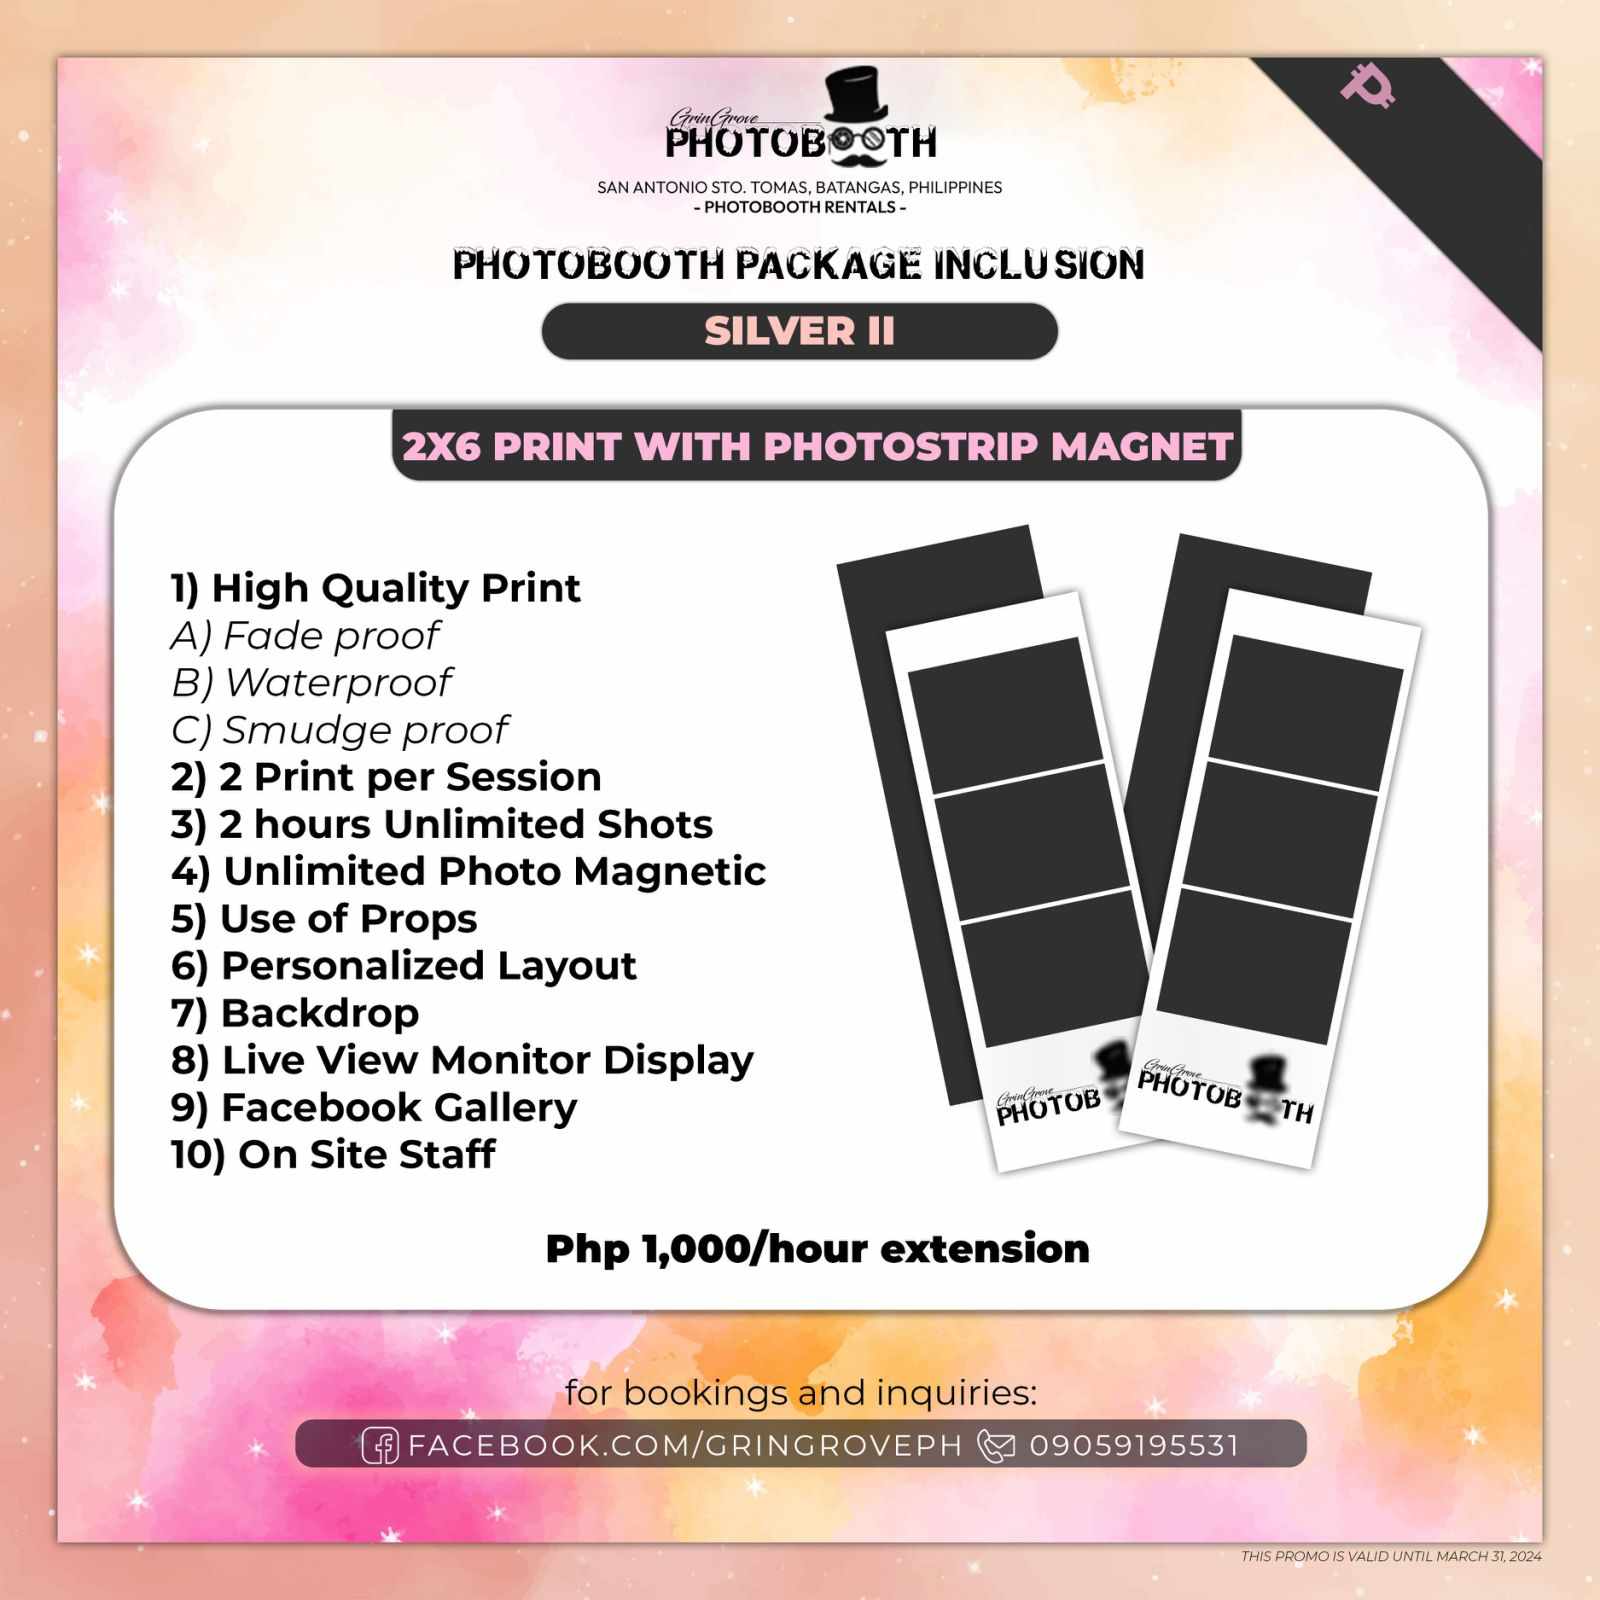 GrinGrove
PHOTOBOOTH
SAN ANTONIO STO. TOMAS, BATANGAS, PHILIPPINES
- PHOTOBOOTH RENTALS -
PHOTOBOOTH PACKAGE INCLUSION
SILVER II
2X6 PRINT WITH PHOTOSTRIP MAGNET
1) High Quality Print
A) Fade proof
B) Waterproof
C) Smudge proof
2) 2 Print per Session
3) 2 hours Unlimited Shots
4) Unlimited Photo Magnetic
5) Use of Props
6) Personalized Layout
7) Backdrop
8) Live View Monitor Display
9) Facebook Gallery
10) On Site Staff
GrinGrove
PHOTOB
GrinGrove
PHOTOBOOTH
Php 1,000/hour extension
for bookings and inquiries:
FACEBOOK.COM/GRINGROVEPH 09059195531
THIS PROMO IS VALID UNTIL MARCH 31, 2024